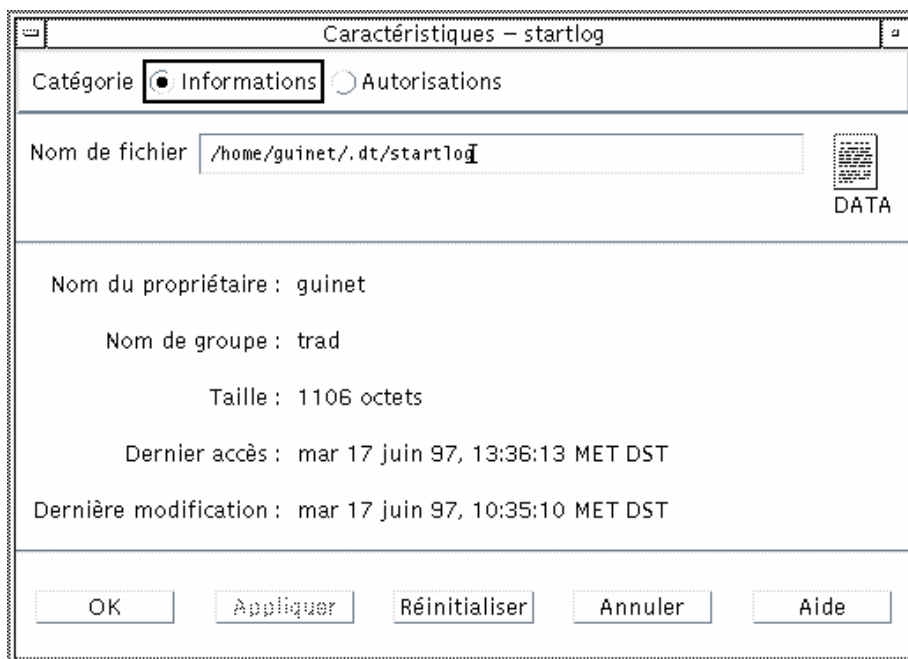 Caractéristiques – startlog
Catégorie Informations Autorisations
Nom de fichier /home/guinet/.dt/startlog
DATA
Nom du propriétaire : guinet
Nom de groupe : trad
Taille : 1106 octets
Dernier accès : mar 17 juin 97, 13:36:13 MET DST
Dernière modification : mar 17 juin 97, 10:35:10 MET DST
OK Appliquer Réinitialiser Annuler Aide